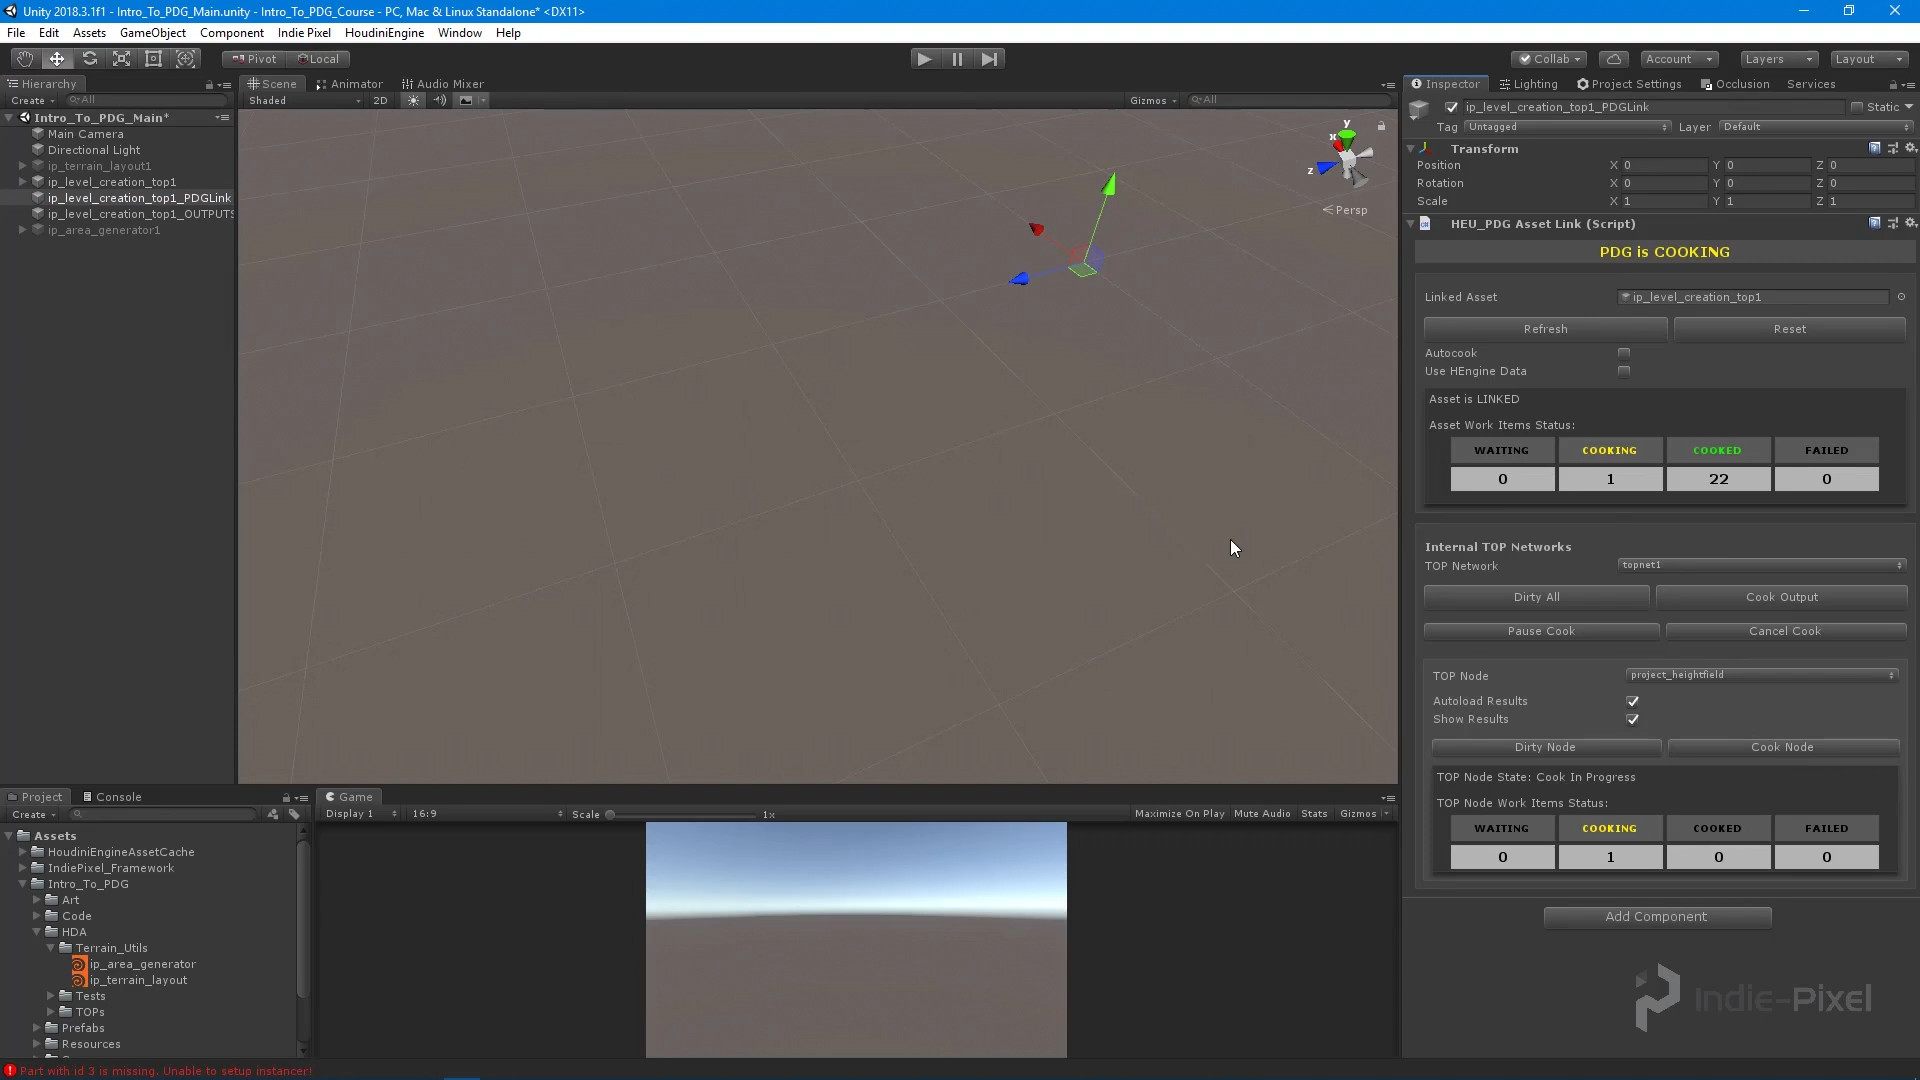 Unity 2018.3.1f1 - Intro_To_PDG_Main.unity - Intro_To_PDG_Course - PC, Mac & Linux Standalone* <DX11>
File Edit Assets GameObject Component Indie Pixel HoudiniEngine Window Help
Pivot Local Collab Account Layers Layout
Hierarchy
Create All
Intro_To_PDG_Main*
Main Camera
Directional Light
ip_terrain_layout1
ip_level_creation_top1
ip_level_creation_top1_PDGLink
ip_level_creation_top1_OUTPUTS
ip_area_generator1
Scene Animator Audio Mixer
Shaded 2D Gizmos All
y
x
z
Persp
Inspector Lighting Project Settings Occlusion Services
ip_level_creation_top1_PDGLink Static
Tag Untagged Layer Default
Transform
Position X 0 Y 0 Z 0
Rotation X 0 Y 0 Z 0
Scale X 1 Y 1 Z 1
HEU_PDG Asset Link (Script)
PDG is COOKING
Linked Asset ip_level_creation_top1
Refresh Reset
Autocook
Use HEngine Data
Asset is LINKED
Asset Work Items Status:
WAITING COOKING COOKED FAILED
0 1 22 0
Internal TOP Networks
TOP Network topnet1
Dirty All Cook Output
Pause Cook Cancel Cook
TOP Node project_heightfield
Autoload Results
Show Results
Dirty Node Cook Node
TOP Node State: Cook In Progress
TOP Node Work Items Status:
WAITING COOKING COOKED FAILED
0 1 0 0
Add Component
Indie-Pixel
Project Console
Create
Assets
HoudiniEngineAssetCache
IndiePixel_Framework
Intro_To_PDG
Art
Code
HDA
Terrain_Utils
ip_area_generator
ip_terrain_layout
Tests
TOPs
Prefabs
Resources
Game
Display 1 16:9 Scale 1x Maximize On Play Mute Audio Stats Gizmos
Part with id 3 is missing. Unable to setup instancer!